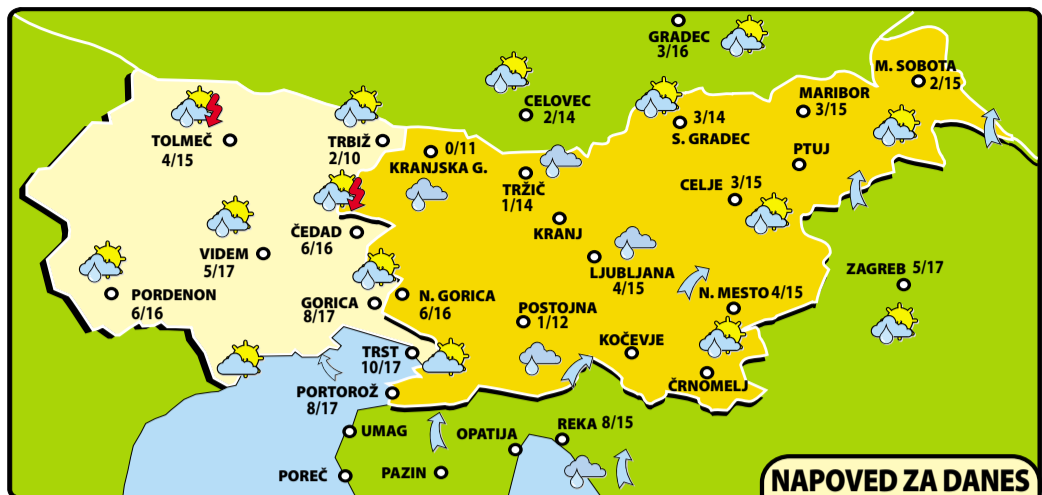 GRADEC
3/16
M. SOBOTA
2/15
CELOVEC
2/14
MARIBOR
3/15
3/14
S. GRADEC
TOLMEČ
4/15
TRBIŽ
2/10
0/11
KRANJSKA G.
PTUJ
TRŽIČ
1/14
CELJE 3/15
KRANJ
ČEDAD
6/16
VIDEM
5/17
LJUBLJANA
4/15
ZAGREB 5/17
PORDENON
6/16
GORICA
8/17
N. GORICA
6/16
N. MESTO 4/15
POSTOJNA
1/12
KOČEVJE
TRST
10/17
ČRNOMELJ
PORTOROŽ
8/17
UMAG
OPATIJA
REKA 8/15
POREČ
PAZIN
NAPOVED ZA DANES